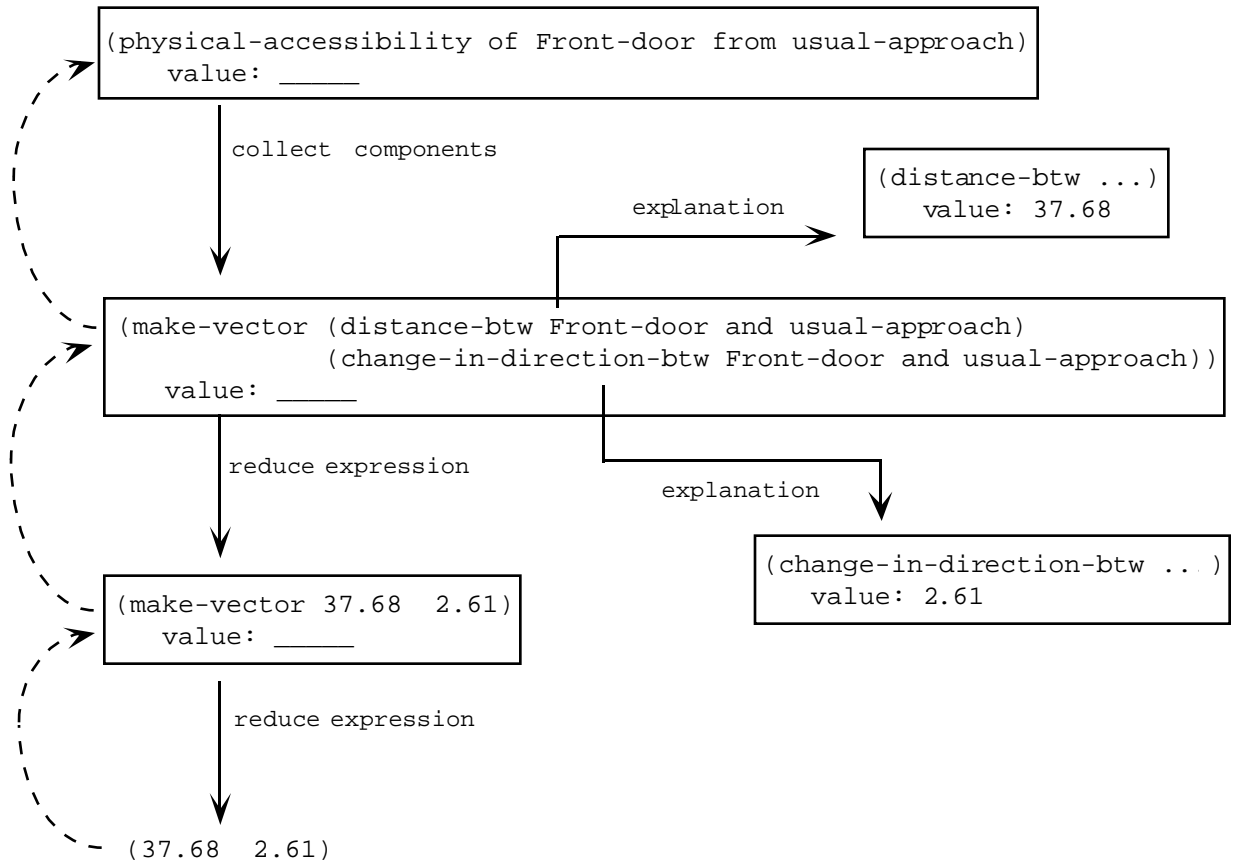 (physical-accessibility of Front-door from usual-approach)
value: _____
collect components
(distance-btw ...)
value: 37.68
explanation
(make-vector (distance-btw Front-door and usual-approach)
(change-in-direction-btw Front-door and usual-approach))
value: _____
reduce expression
explanation
(change-in-direction-btw ...)
value: 2.61
(make-vector 37.68 2.61)
value: _____
reduce expression
(37.68 2.61)